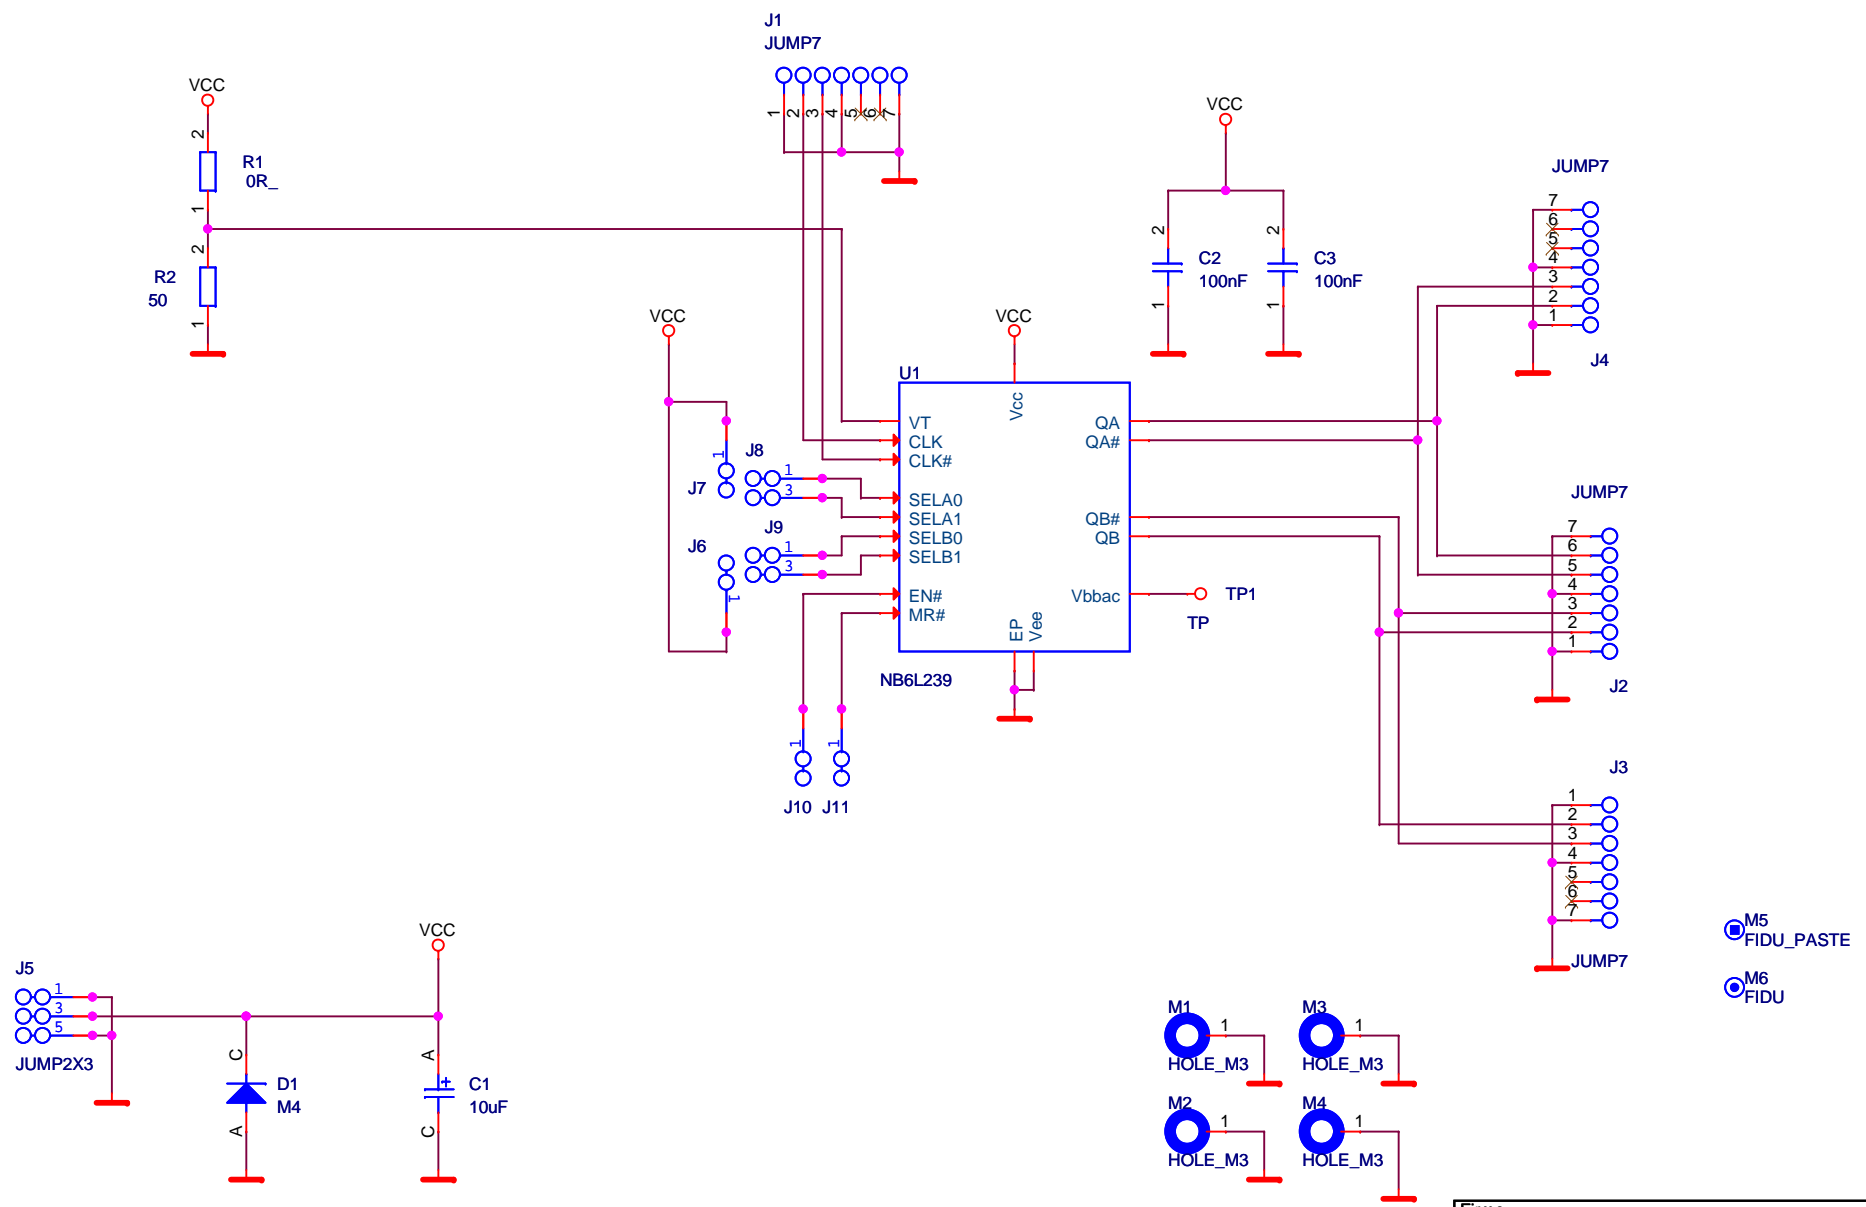 J1
JUMP7
1
2
3
4
5
6
7
VCC
2
R1
0R_
1
2
R2
50
1
VCC
2
C2
100nF
1
2
C3
100nF
1
JUMP7
7
6
5
4
3
2
1
J4
VCC
VCC
U1
Vcc
VT
CLK
CLK#
SELA0
SELA1
SELB0
SELB1
EN#
MR#
QA
QA#
QB#
QB
Vbbac
EP
Vee
NB6L239
TP1
TP
1
J7
J8
1
3
J9
1
3
J6
1
1
1
J10
J11
JUMP7
7
6
5
4
3
2
1
J2
J3
1
2
3
4
5
6
7
JUMP7
M5
FIDU_PASTE
M6
FIDU
VCC
J5
1
3
5
JUMP2X3
C
D1
M4
A
A
+
C1
10uF
C
M1
1
HOLE_M3
M3
1
HOLE_M3
M2
1
HOLE_M3
M4
1
HOLE_M3